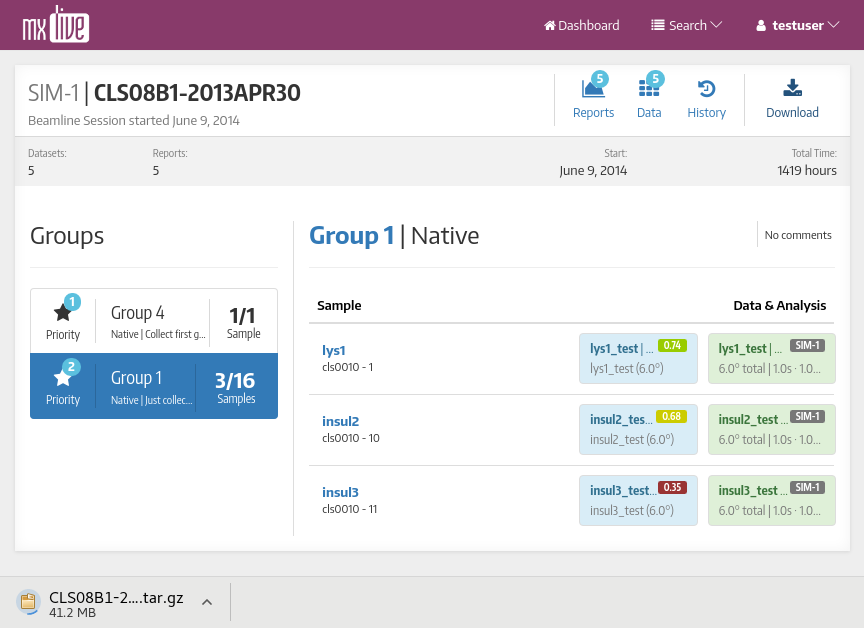 mx live
Dashboard Search testuser
SIM-1 | CLS08B1-2013APR30
Beamline Session started June 9, 2014
5 5
Reports Data History Download
Datasets: Reports: Start: Total Time:
5 5 June 9, 2014 1419 hours
Groups
Group 1 | Native
No comments
1
Priority
Group 4
Native | Collect first g...
1/1
Sample
2
Priority
Group 1
Native | Just collec...
3/16
Samples
Sample Data & Analysis
lys1
cls0010 - 1
lys1_test | ... 0.74
lys1_test (6.0°)
lys1_test | ... SIM-1
6.0° total | 1.0s · 1.0...
insul2
cls0010 - 10
insul2_tes... 0.68
insul2_test (6.0°)
insul2_test ... SIM-1
6.0° total | 1.0s · 1.0...
insul3
cls0010 - 11
insul3_test... 0.35
insul3_test (6.0°)
insul3_test ... SIM-1
6.0° total | 1.0s · 1.0...
CLS08B1-2....tar.gz
41.2 MB